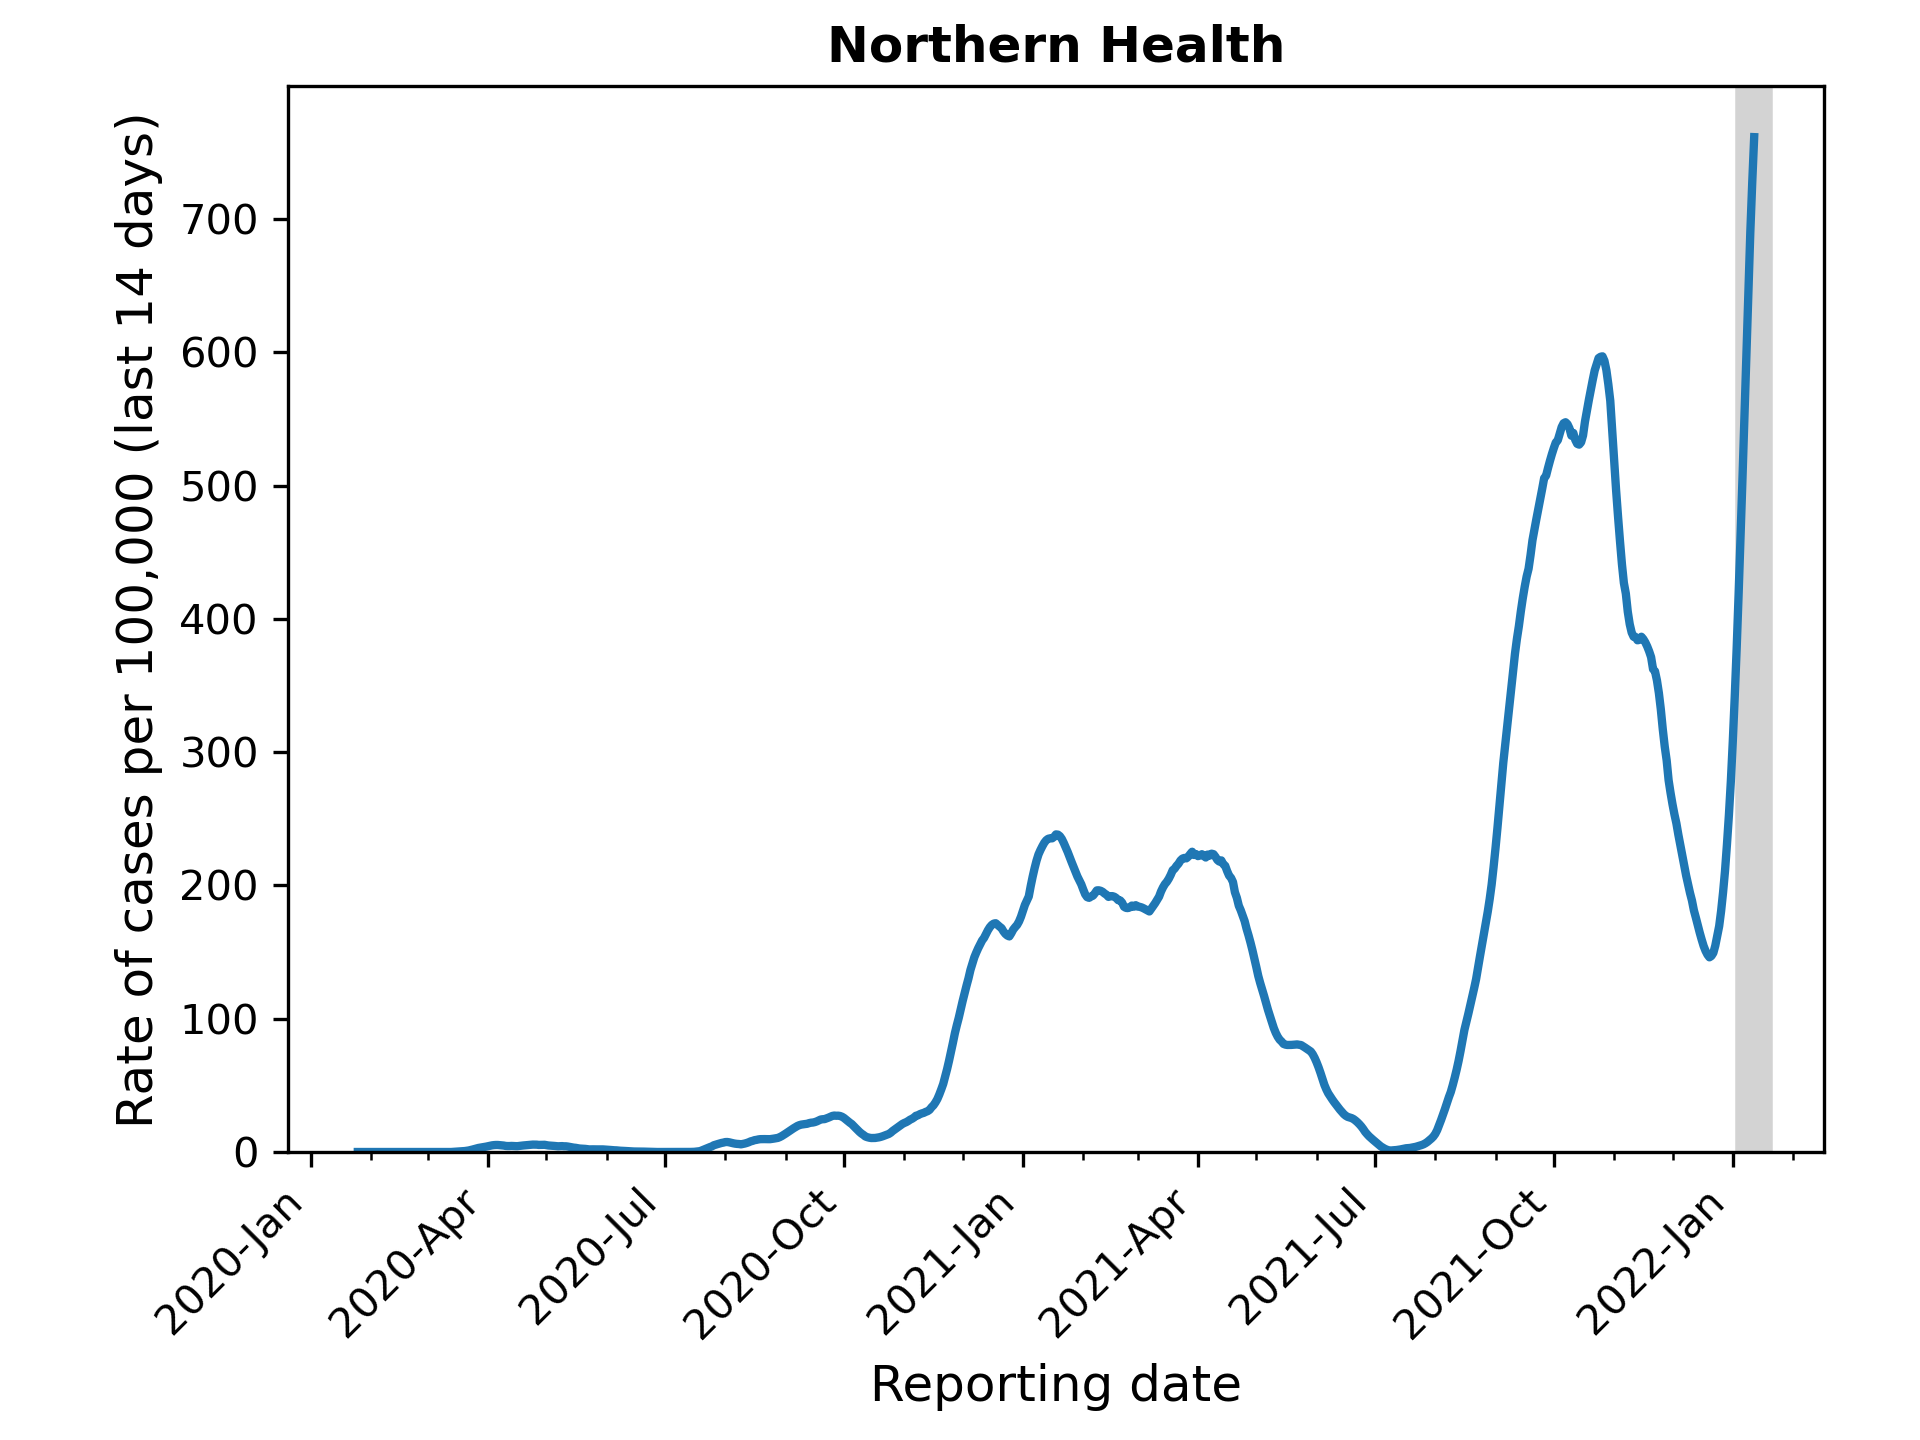 Northern Health
Rate of cases per 100,000 (last 14 days)
700
600
500
400
300
200
100
0
2020-Jan
2020-Apr
2020-Jul
2020-Oct
2021-Jan
2021-Apr
2021-Jul
2021-Oct
2022-Jan
Reporting date